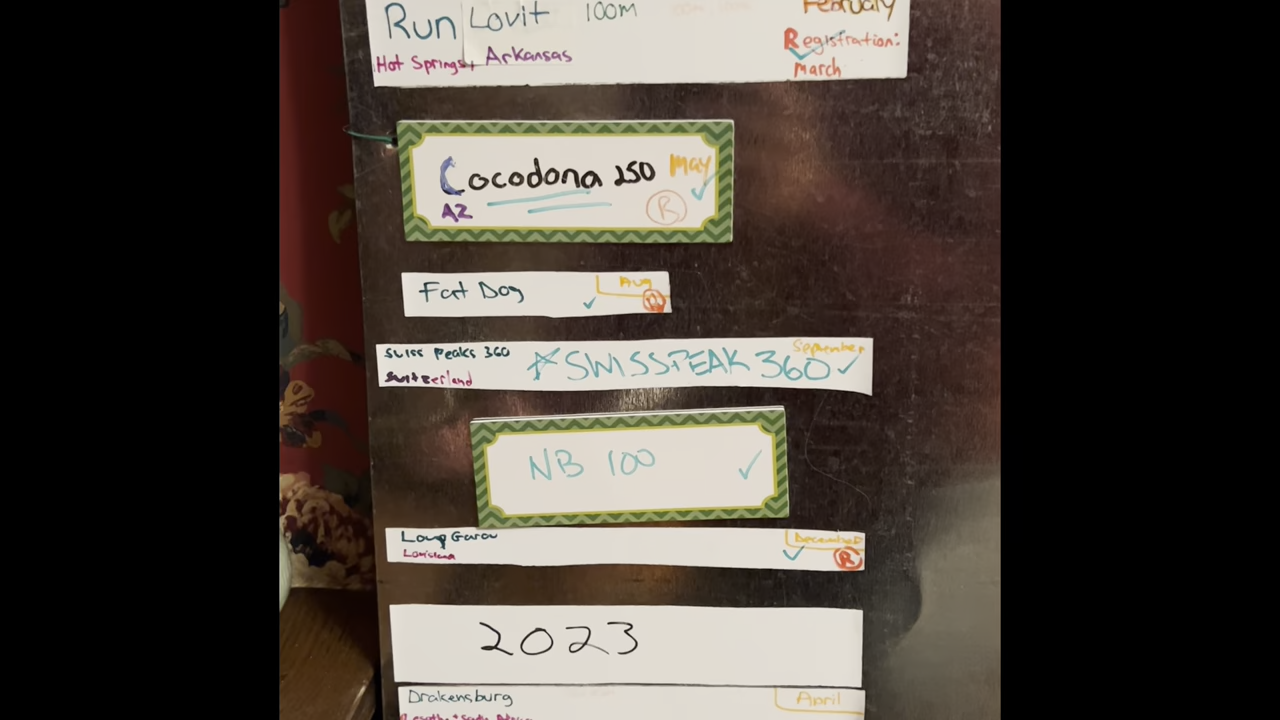 Run Lovit 100m February
Hot Springs, Arkansas Registration:
March
Cocodona 250 May
AZ R
Fat Dog Aug
R
Swiss Peaks 360 SWISSPEAK 360 September
Switzerland
NB 100
Loup Garou December
Louisiana R
2023
Drakensburg April